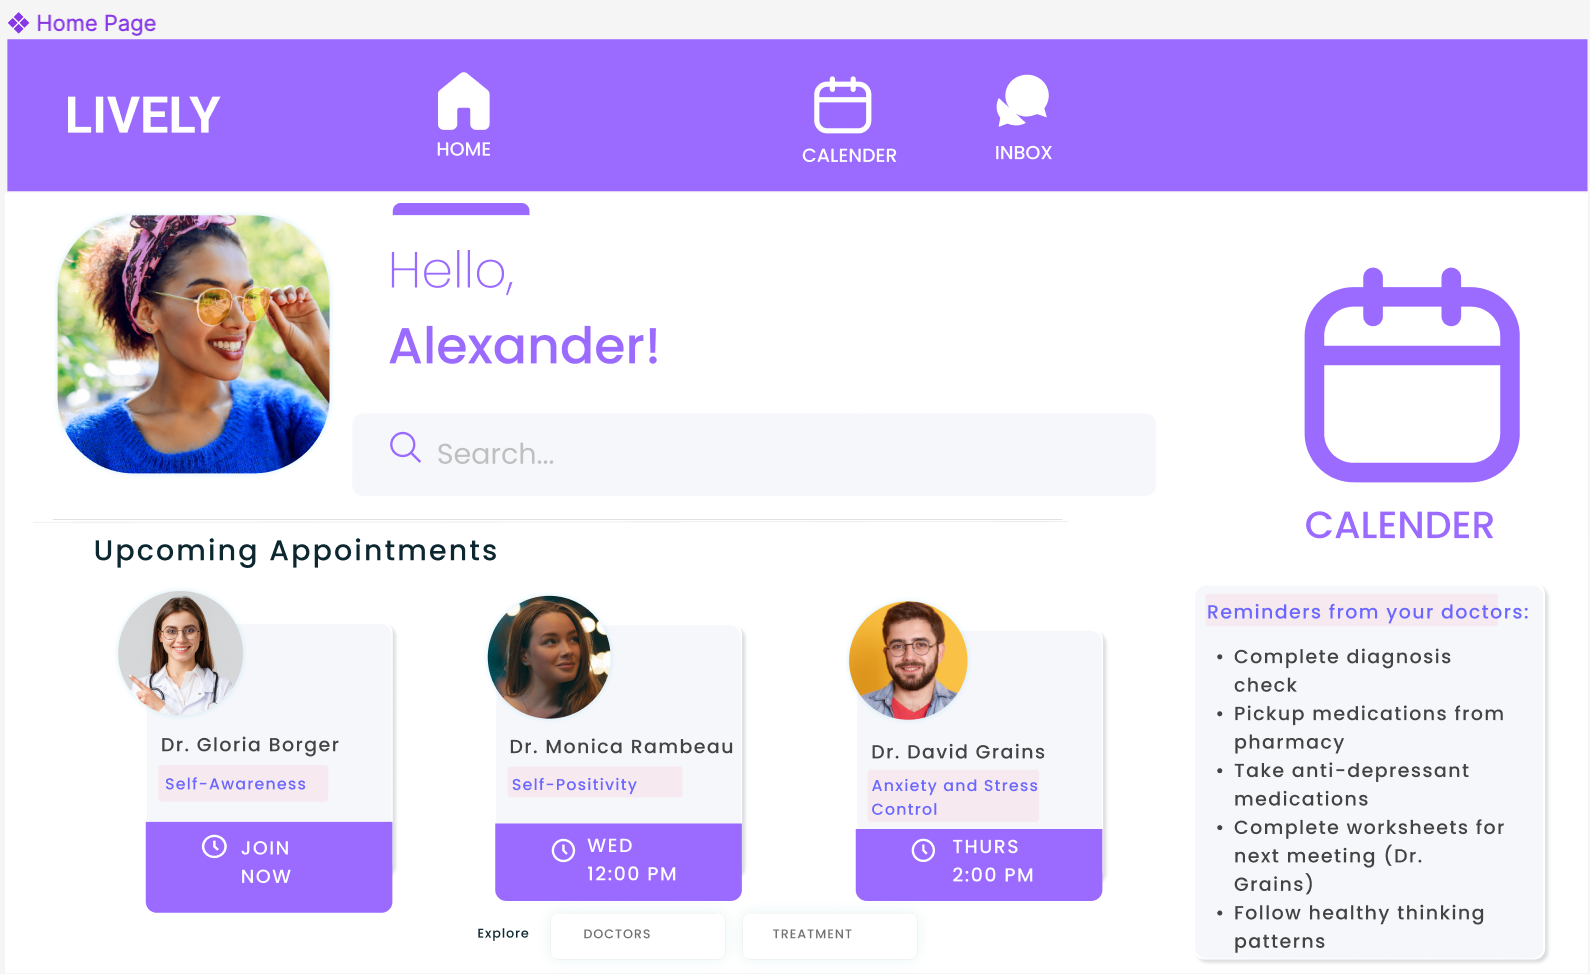 Home Page
LIVELY
HOME
CALENDER
INBOX
Hello,
Alexander!
Search...
CALENDER
Upcoming Appointments
Dr. Gloria Borger
Self-Awareness
JOIN
NOW
Dr. Monica Rambeau
Self-Positivity
WED
12:00 PM
Dr. David Grains
Anxiety and Stress
Control
THURS
2:00 PM
Reminders from your doctors:
• Complete diagnosis
check
• Pickup medications from
pharmacy
• Take anti-depressant
medications
• Complete worksheets for
next meeting (Dr.
Grains)
• Follow healthy thinking
patterns
Explore
DOCTORS
TREATMENT